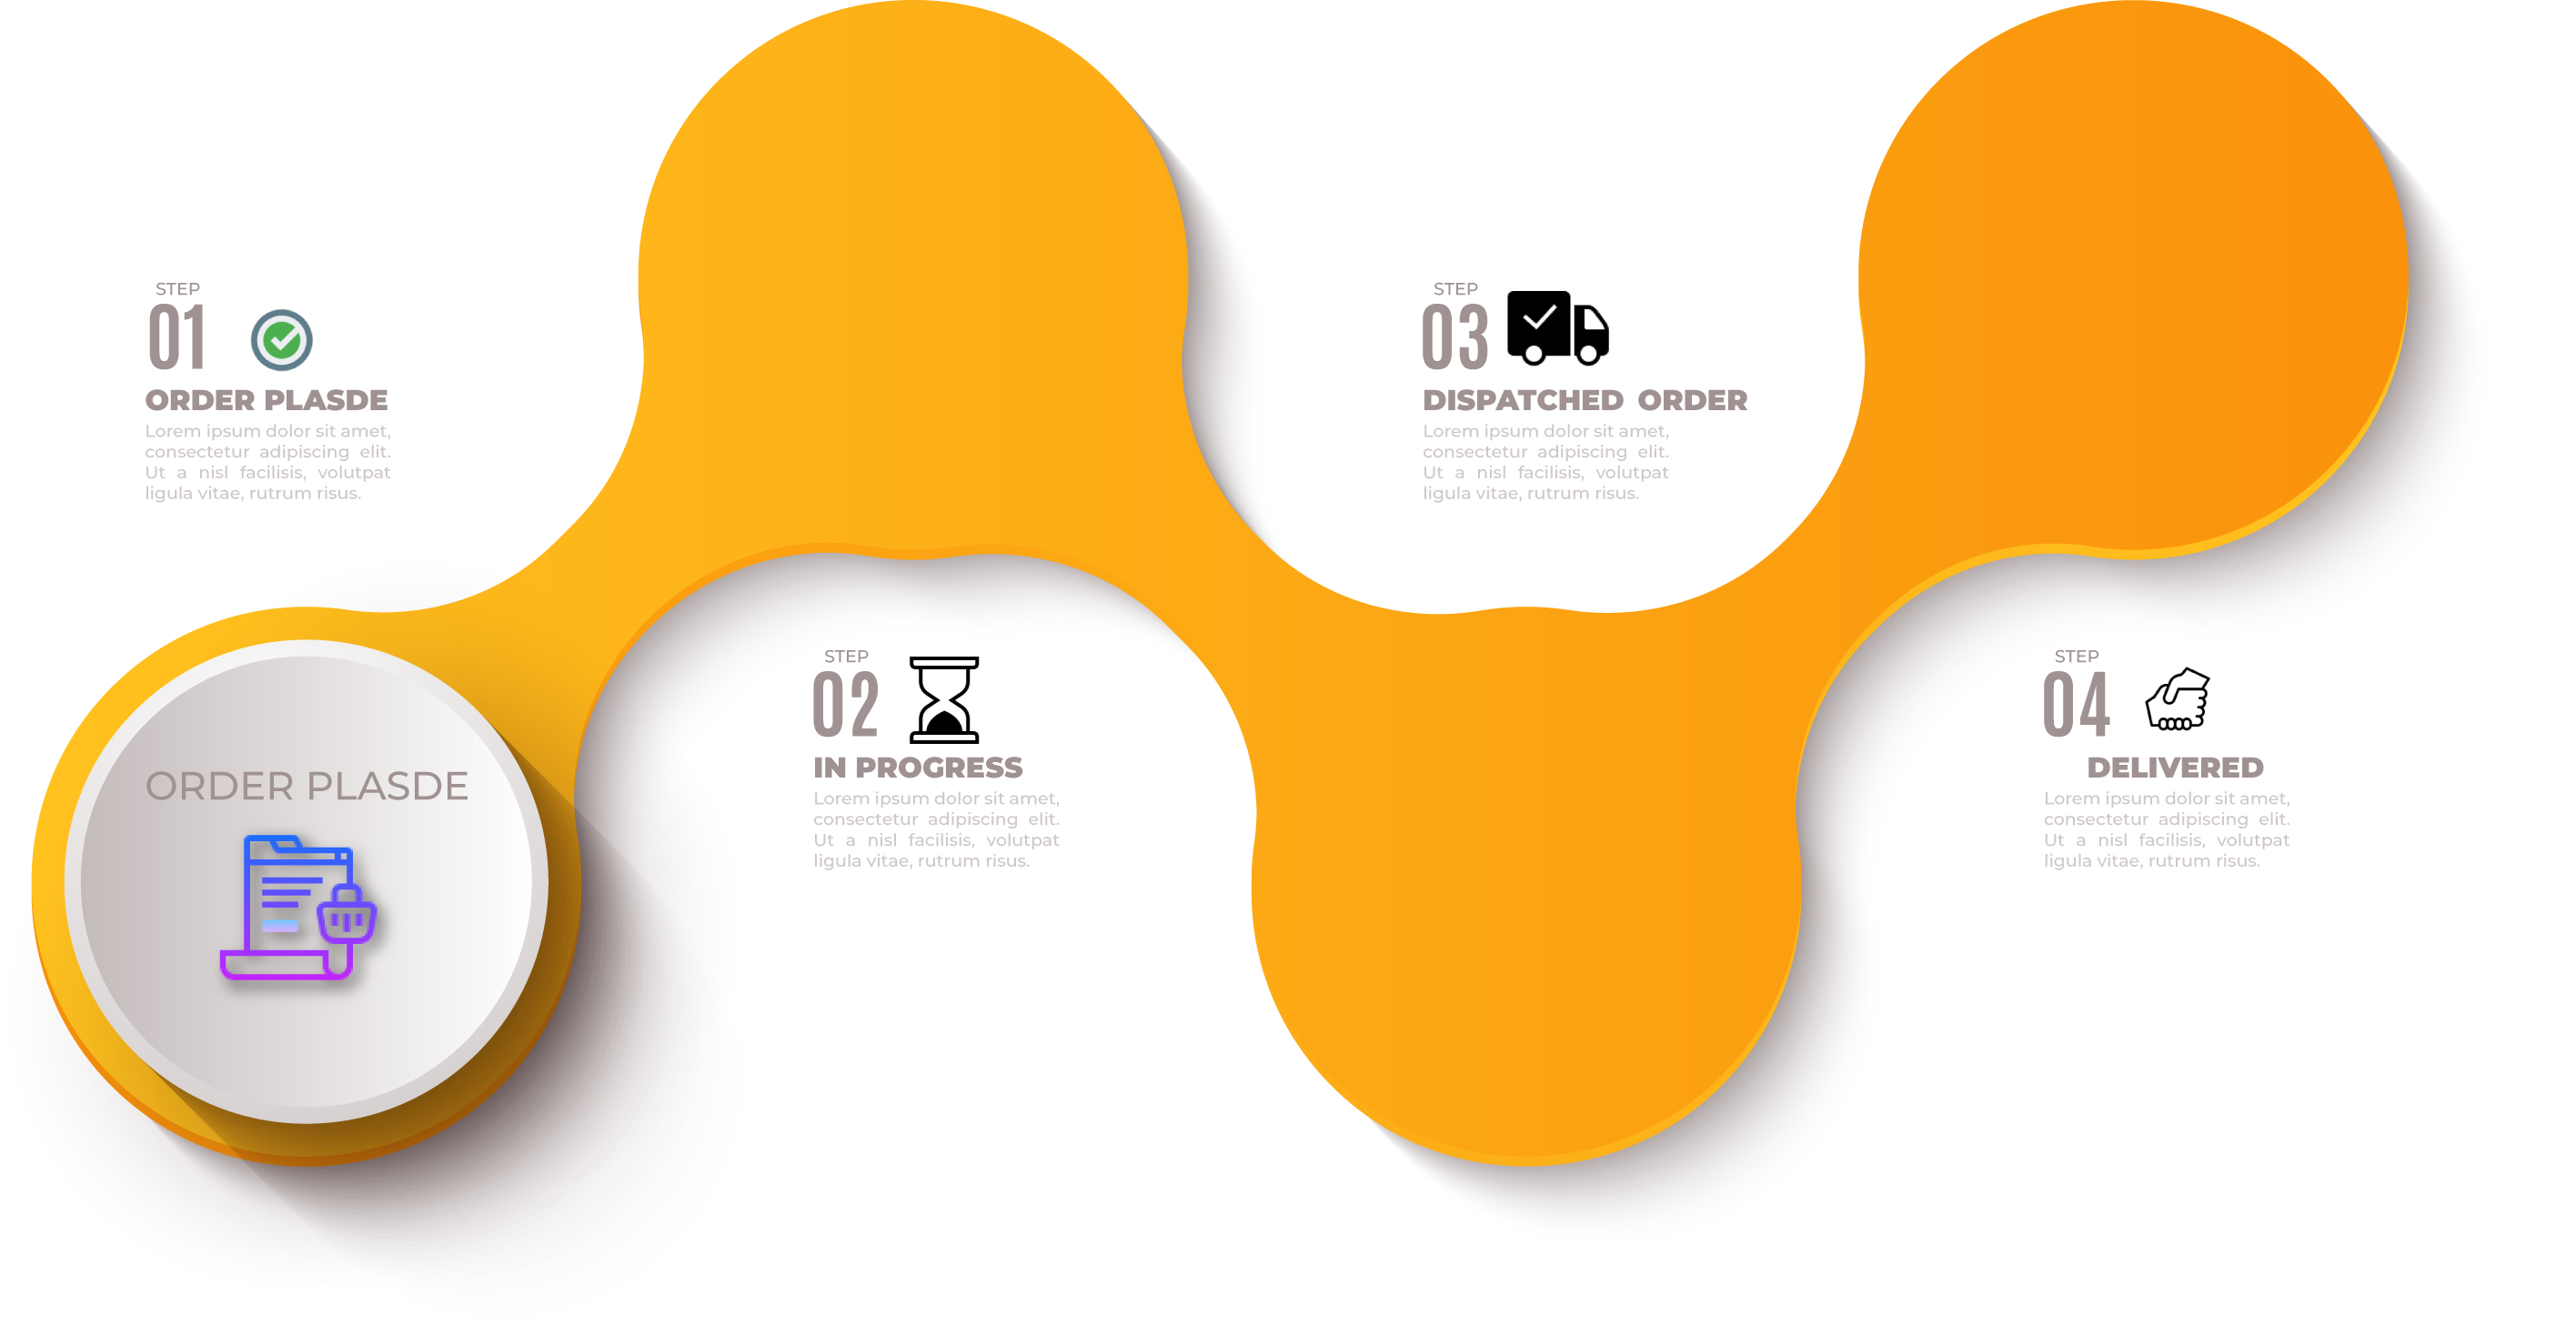 STEP
01
ORDER PLASDE
Lorem ipsum dolor sit amet,
consectetur adipiscing elit.
Ut a nisl facilisis, volutpat
ligula vitae, rutrum risus.
ORDER PLASDE
STEP
02
IN PROGRESS
Lorem ipsum dolor sit amet,
consectetur adipiscing elit.
Ut a nisl facilisis, volutpat
ligula vitae, rutrum risus.
STEP
03
DISPATCHED ORDER
Lorem ipsum dolor sit amet,
consectetur adipiscing elit.
Ut a nisl facilisis, volutpat
ligula vitae, rutrum risus.
STEP
04
DELIVERED
Lorem ipsum dolor sit amet,
consectetur adipiscing elit.
Ut a nisl facilisis, volutpat
ligula vitae, rutrum risus.